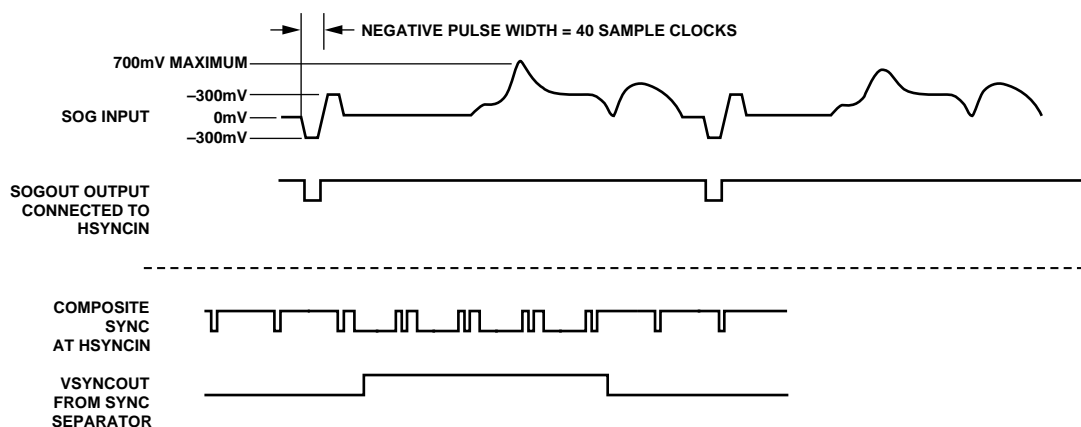 NEGATIVE PULSE WIDTH = 40 SAMPLE CLOCKS
700mV MAXIMUM
–300mV
SOG INPUT
0mV
–300mV
SOGOUT OUTPUT
CONNECTED TO
HSYNCIN
COMPOSITE
SYNC
AT HSYNCIN
VSYNCOUT
FROM SYNC
SEPARATOR